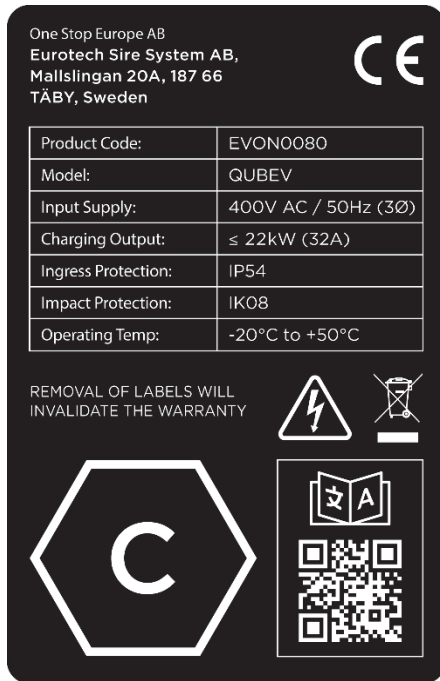 One Stop Europe AB
Eurotech Sire System AB,
Mallslingan 20A, 187 66
TÄBY, Sweden
CE
Product Code: EVON0080
Model: QUBEV
Input Supply: 400V AC / 50Hz (3Ø)
Charging Output: ≤ 22kW (32A)
Ingress Protection: IP54
Impact Protection: IK08
Operating Temp: -20°C to +50°C
REMOVAL OF LABELS WILL
INVALIDATE THE WARRANTY
文 A
C